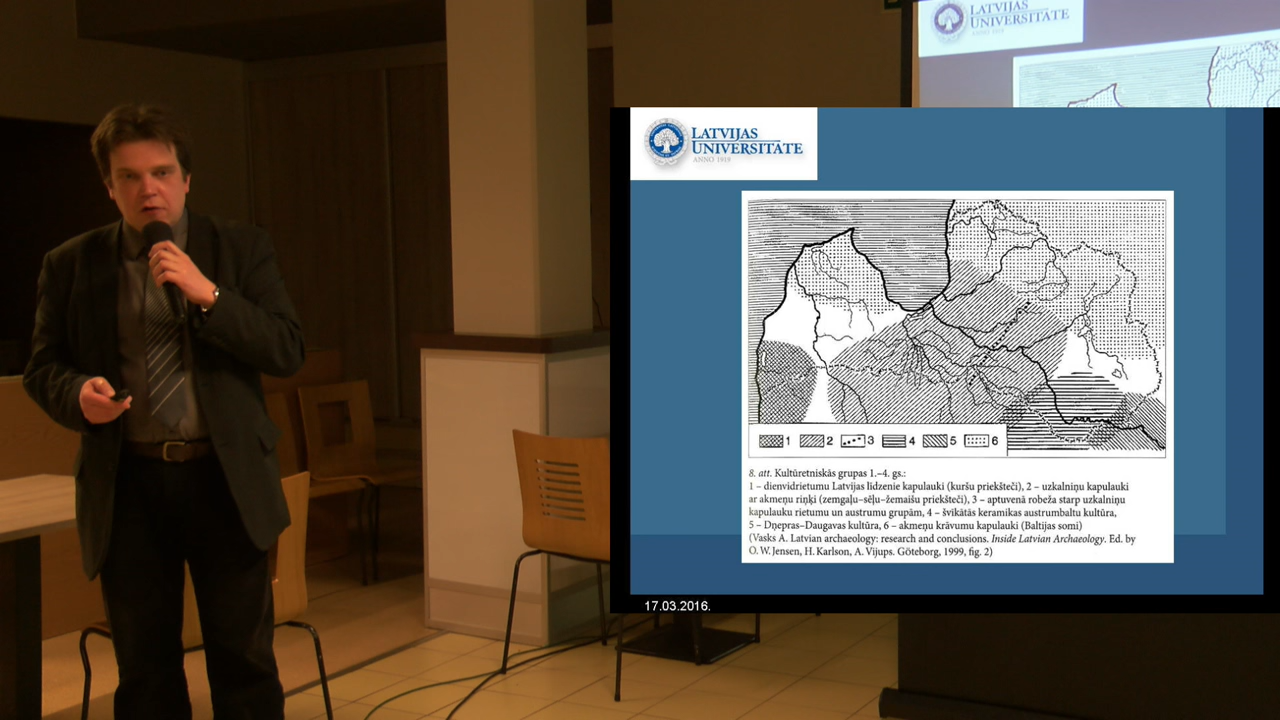 LATVIJAS
UNIVERSITĀTE
ANNO 1919
LATVIJAS
UNIVERSITĀTE
ANNO 1919
1 2 3 4 5 6
8. att. Kultūretniskās grupas 1.–4. gs.:
1 – dienvidrietumu Latvijas līdzenie kapulauki (kuršu priekšteči), 2 – uzkalniņu kapulauki
ar akmeņu riņķi (zemgaļu–sēļu–žemaišu priekšteči), 3 – aptuvenā robeža starp uzkalniņu
kapulauku rietumu un austrumu grupām, 4 – švīkātās keramikas austrumbaltu kultūra,
5 – Dņepras–Daugavas kultūra, 6 – akmeņu krāvumu kapulauki (Baltijas somi)
(Vasks A. Latvian archaeology: research and conclusions. Inside Latvian Archaeology. Ed. by
O. W. Jensen, H. Karlson, A. Vijups. Göteborg, 1999, fig. 2)
17.03.2016.